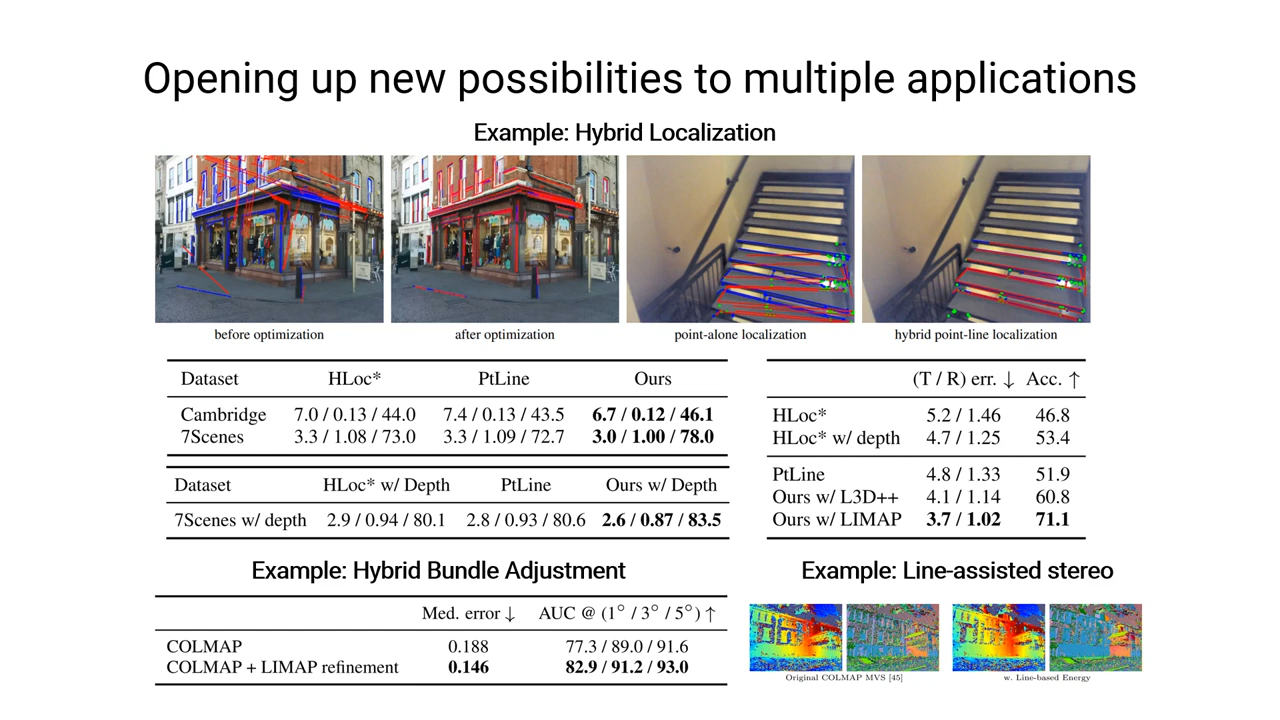 Opening up new possibilities to multiple applications
Example: Hybrid Localization
before optimization
after optimization
point-alone localization
hybrid point-line localization
Dataset HLoc* PtLine Ours
Cambridge 7.0 / 0.13 / 44.0 7.4 / 0.13 / 43.5 6.7 / 0.12 / 46.1
7Scenes 3.3 / 1.08 / 73.0 3.3 / 1.09 / 72.7 3.0 / 1.00 / 78.0
Dataset HLoc* w/ Depth PtLine Ours w/ Depth
7Scenes w/ depth 2.9 / 0.94 / 80.1 2.8 / 0.93 / 80.6 2.6 / 0.87 / 83.5
(T / R) err. ↓ Acc. ↑
HLoc* 5.2 / 1.46 46.8
HLoc* w/ depth 4.7 / 1.25 53.4
PtLine 4.8 / 1.33 51.9
Ours w/ L3D++ 4.1 / 1.14 60.8
Ours w/ LIMAP 3.7 / 1.02 71.1
Example: Hybrid Bundle Adjustment
Med. error ↓ AUC @ (1° / 3° / 5°) ↑
COLMAP 0.188 77.3 / 89.0 / 91.6
COLMAP + LIMAP refinement 0.146 82.9 / 91.2 / 93.0
Example: Line-assisted stereo
Original COLMAP MVS [45]
w. Line-based Energy